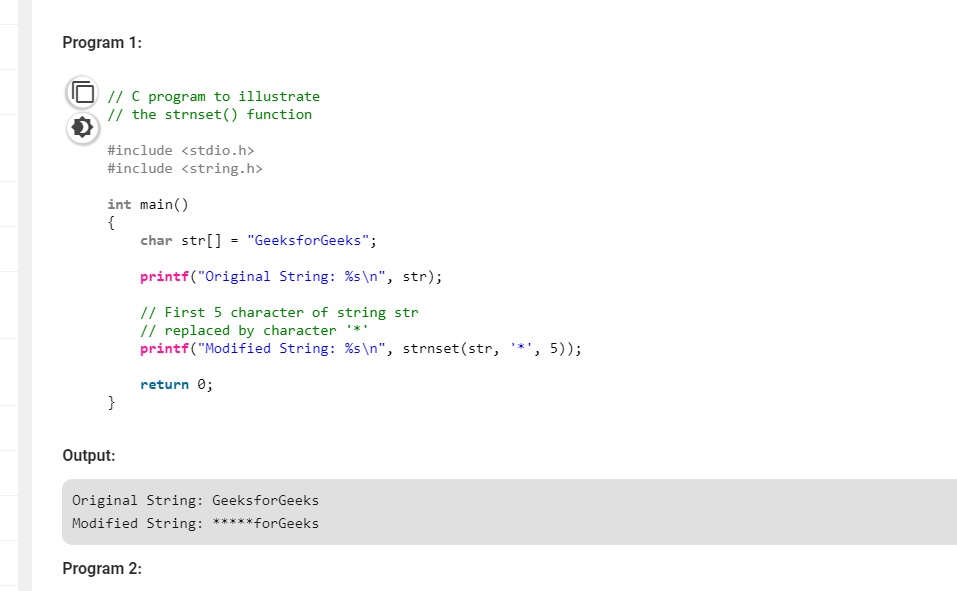 Program 1:
// C program to illustrate
// the strnset() function
#include <stdio.h>
#include <string.h>
int main()
{
    char str[] = "GeeksforGeeks";
    printf("Original String: %s\n", str);
    // First 5 character of string str
    // replaced by character '*'
    printf("Modified String: %s\n", strnset(str, '*', 5));
    return 0;
}
Output:
Original String: GeeksforGeeks
Modified String: *****forGeeks
Program 2: